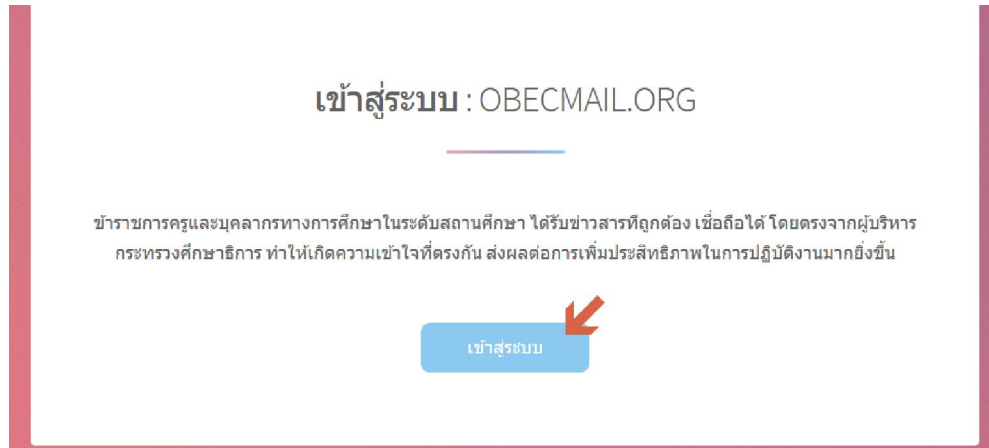 เข้าสู่ระบบ : OBECMAIL.ORG
ข้าราชการครูและบุคลากรทางการศึกษาในระดับสถานศึกษา ได้รับข่าวสารที่ถูกต้อง เชื่อถือได้ โดยตรงจากผู้บริหาร
กระทรวงศึกษาธิการ ทำให้เกิดความเข้าใจที่ตรงกัน ส่งผลต่อการเพิ่มประสิทธิภาพในการปฏิบัติงานมากยิ่งขึ้น
เข้าสู่ระบบ